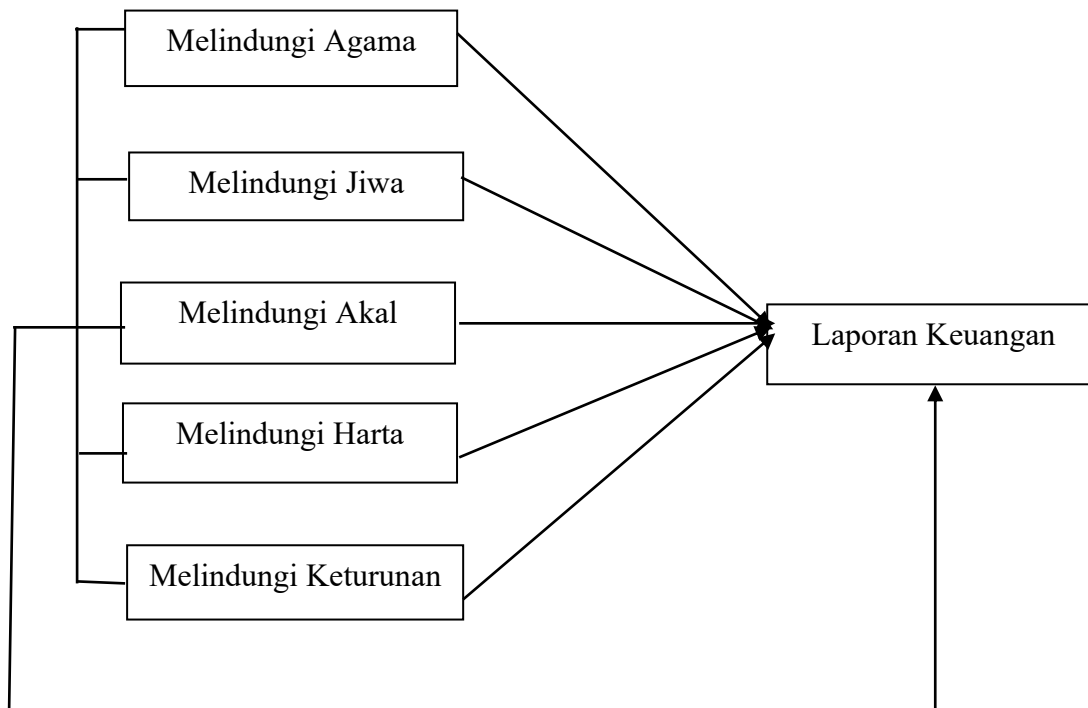 Melindungi Agama
Melindungi Jiwa
Melindungi Akal
Laporan Keuangan
Melindungi Harta
Melindungi Keturunan